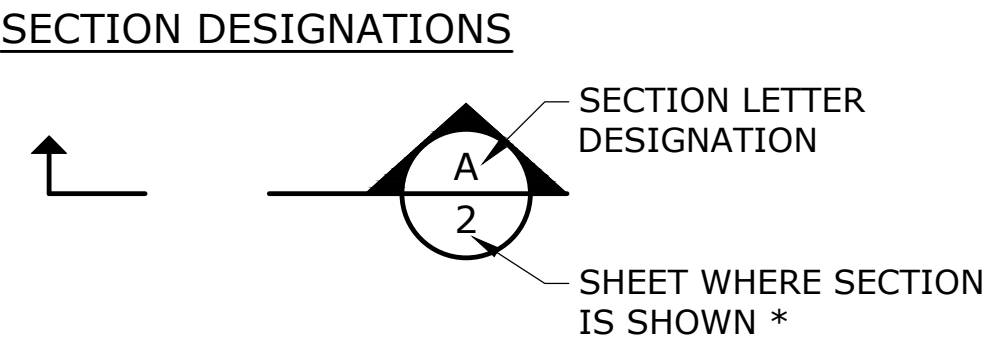 SECTION DESIGNATIONS
SECTION LETTER
DESIGNATION
A
2
SHEET WHERE SECTION
IS SHOWN *